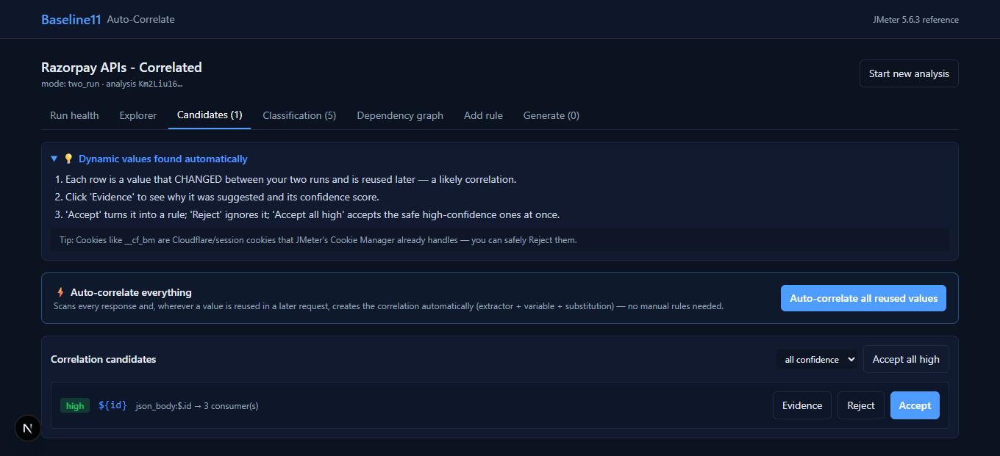 Baseline11 Auto-Correlate
JMeter 5.6.3 reference
Razorpay APIs - Correlated
mode: two_run · analysis Km2Liu16…
Start new analysis
Run health
Explorer
Candidates (1)
Classification (5)
Dependency graph
Add rule
Generate (0)
Dynamic values found automatically
1. Each row is a value that CHANGED between your two runs and is reused later — a likely correlation.
2. Click 'Evidence' to see why it was suggested and its confidence score.
3. 'Accept' turns it into a rule; 'Reject' ignores it; 'Accept all high' accepts the safe high-confidence ones at once.
Tip: Cookies like __cf_bm are Cloudflare/session cookies that JMeter's Cookie Manager already handles — you can safely Reject them.
Auto-correlate everything
Scans every response and, wherever a value is reused in a later request, creates the correlation automatically (extractor + variable + substitution) — no manual rules needed.
Auto-correlate all reused values
Correlation candidates
all confidence
Accept all high
high ${id} json_body:$.id → 3 consumer(s)
Evidence
Reject
Accept
N